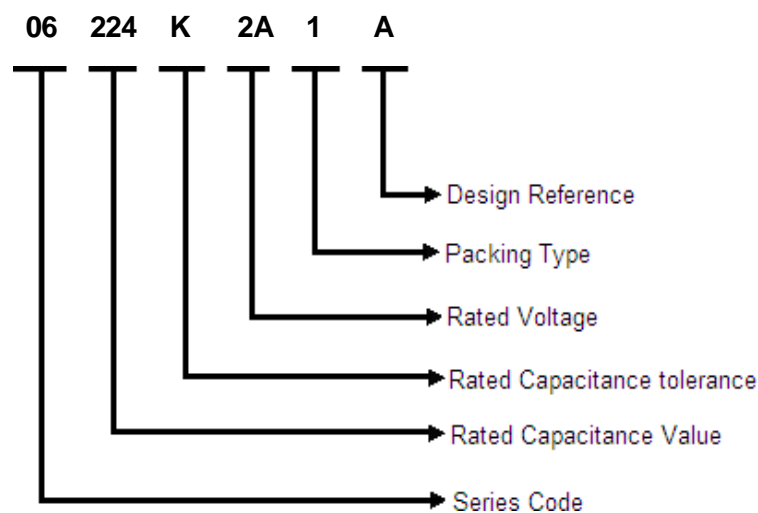 06 224 K 2A 1 A
Design Reference
Packing Type
Rated Voltage
Rated Capacitance tolerance
Rated Capacitance Value
Series Code